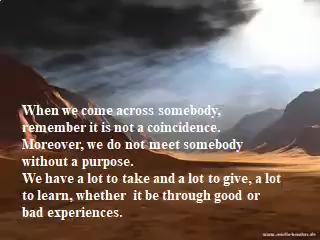 When we come across somebody,
remember it is not a coincidence.
Moreover, we do not meet somebody
without a purpose.
We have a lot to take and a lot to give, a lot
to learn, whether  it be through good or
bad experiences.